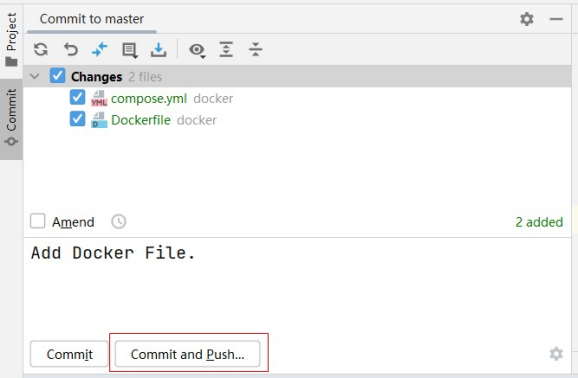 Project
Commit
Commit to master
Changes 2 files
YML compose.yml docker
D Dockerfile docker
Amend
2 added
Add Docker File.
Commit Commit and Push...